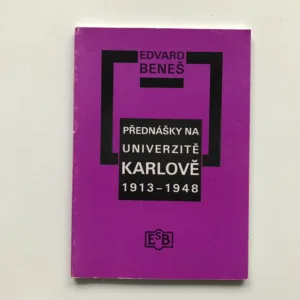 EDVARD
BENEŠ
PŘEDNÁŠKY NA
UNIVERZITĚ
KARLOVĚ
1913-1948
ESB